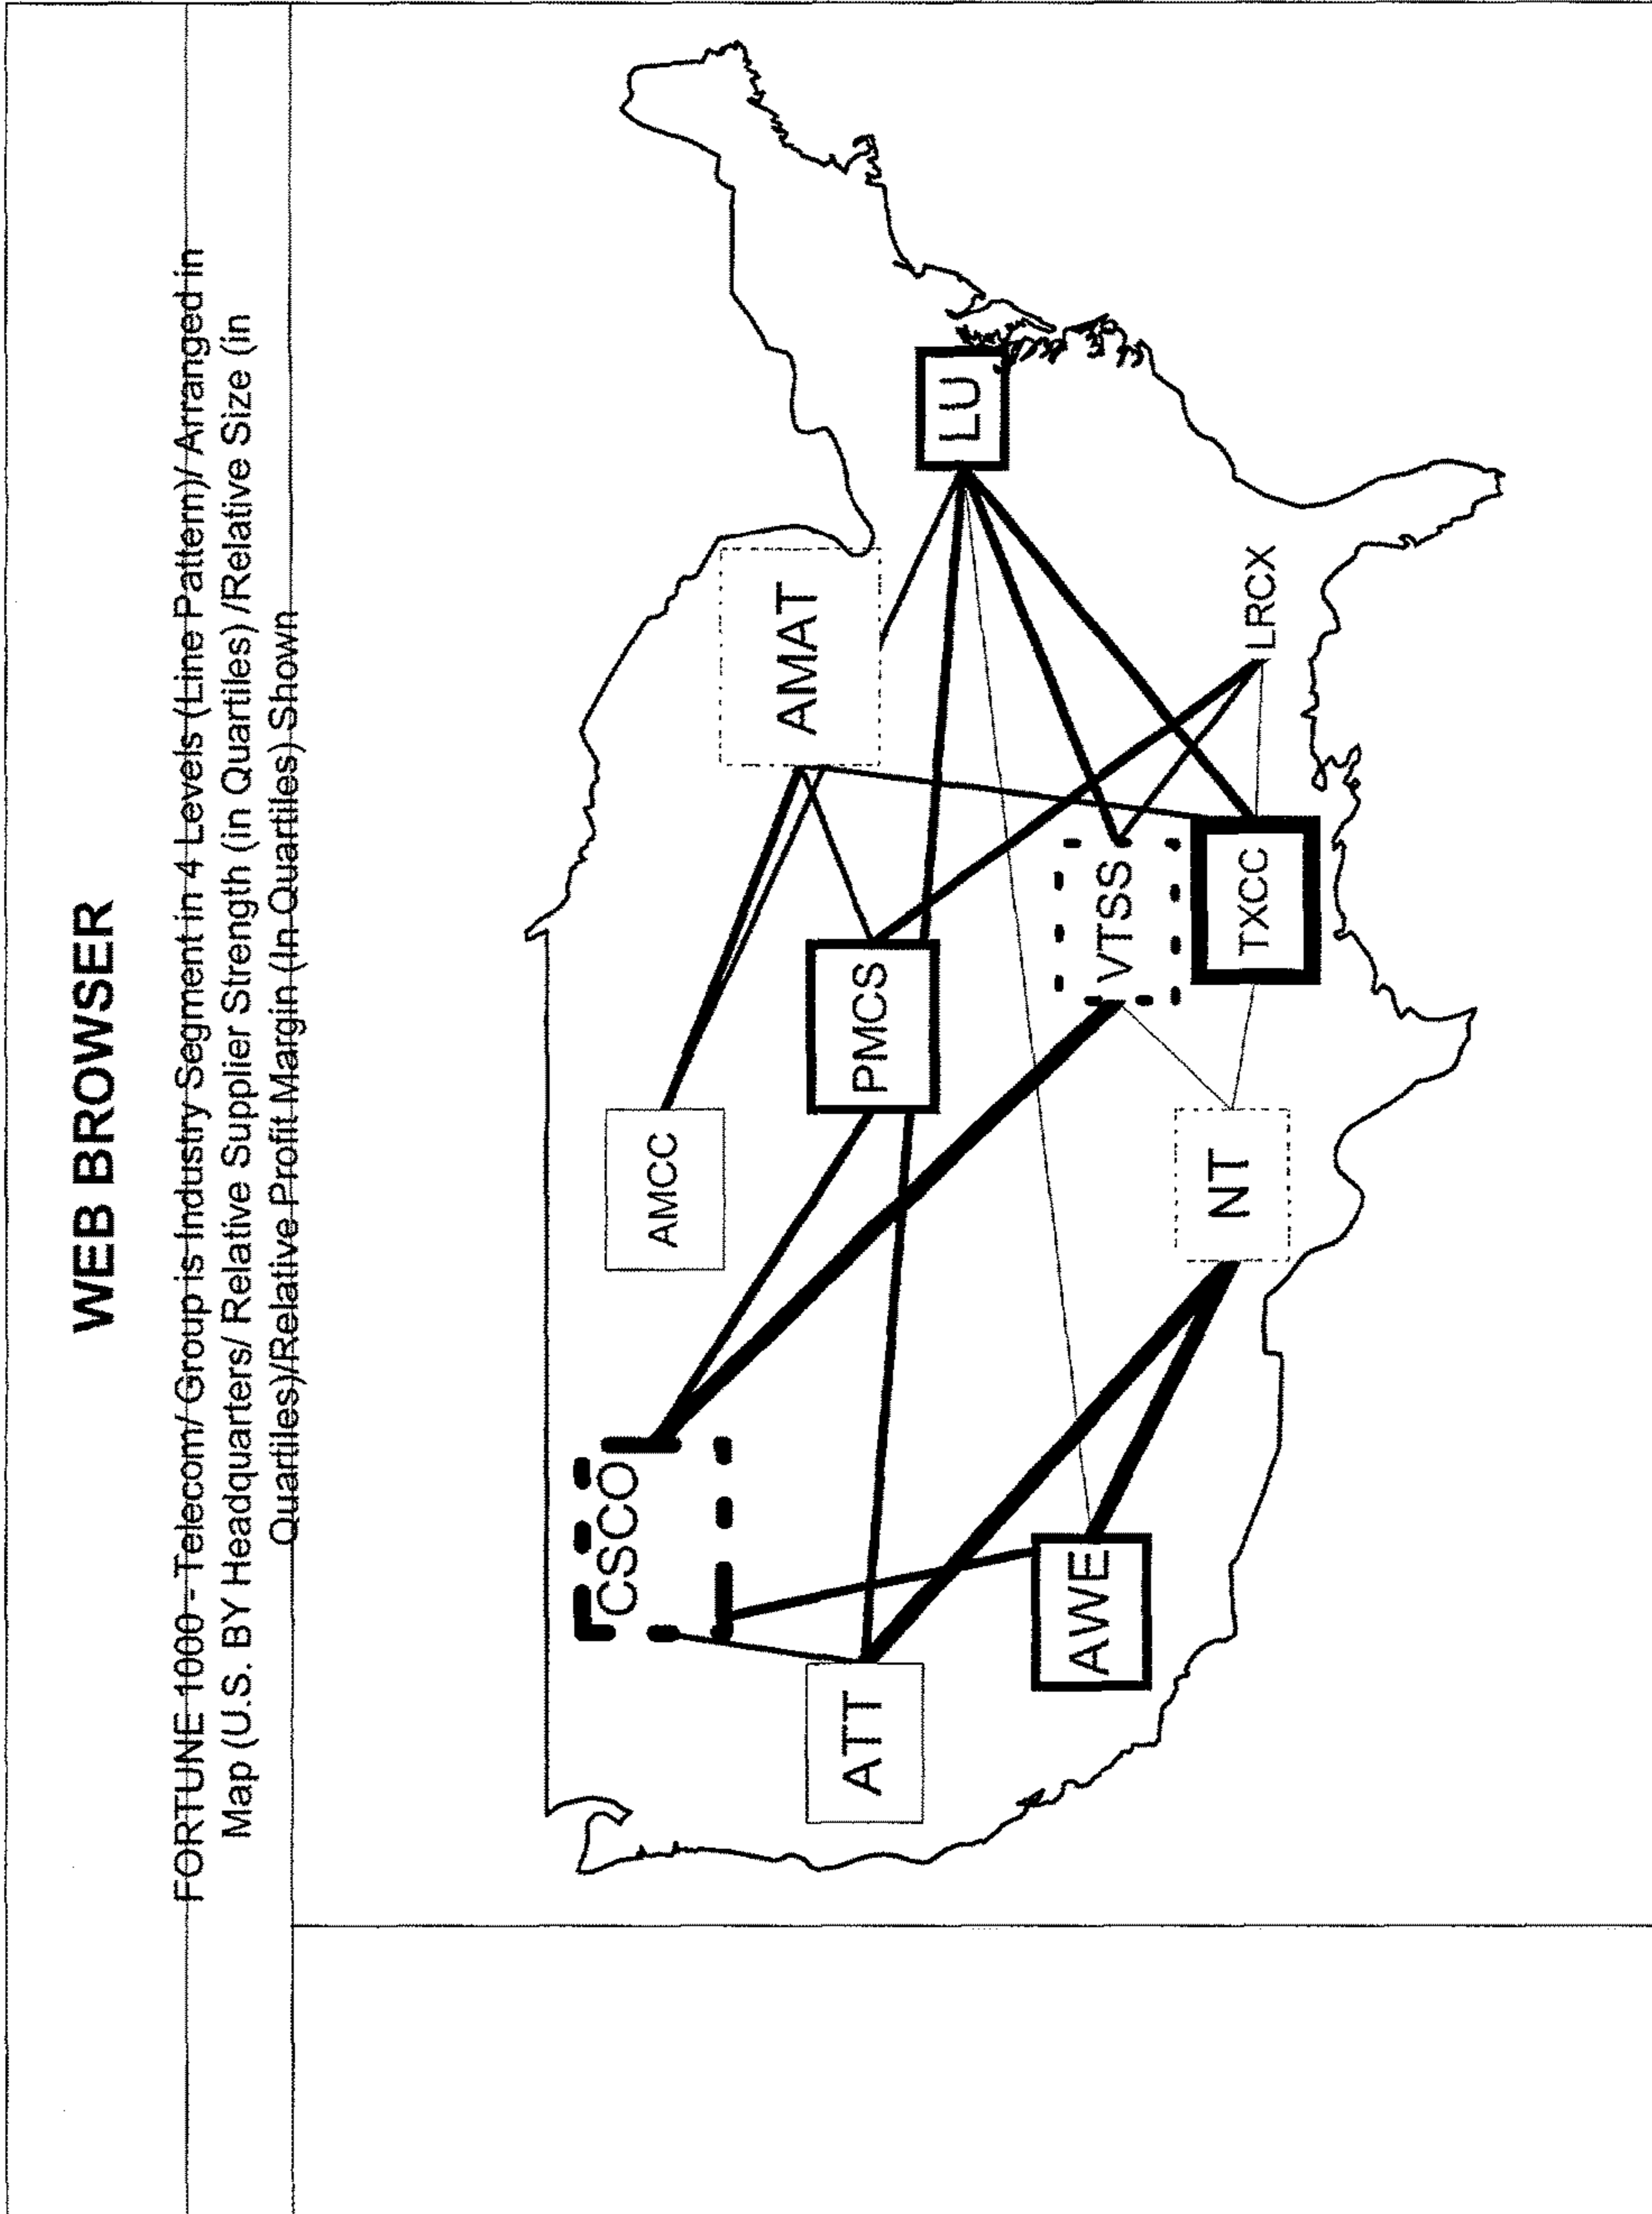 WEB BROWSER
FORTUNE 1000 - Telecom/ Group is Industry Segment in 4 Levels (Line Pattern)/ Arranged in
Map (U.S. BY Headquarters/ Relative Supplier Strength (in Quartiles) /Relative Size (in
Quartiles)/Relative Profit Margin (In Quartiles) Shown
CSCO
AMCC
AMAT
ATT
PMCS
LU
AWE
VTSS
NT
TXCC
LRCX